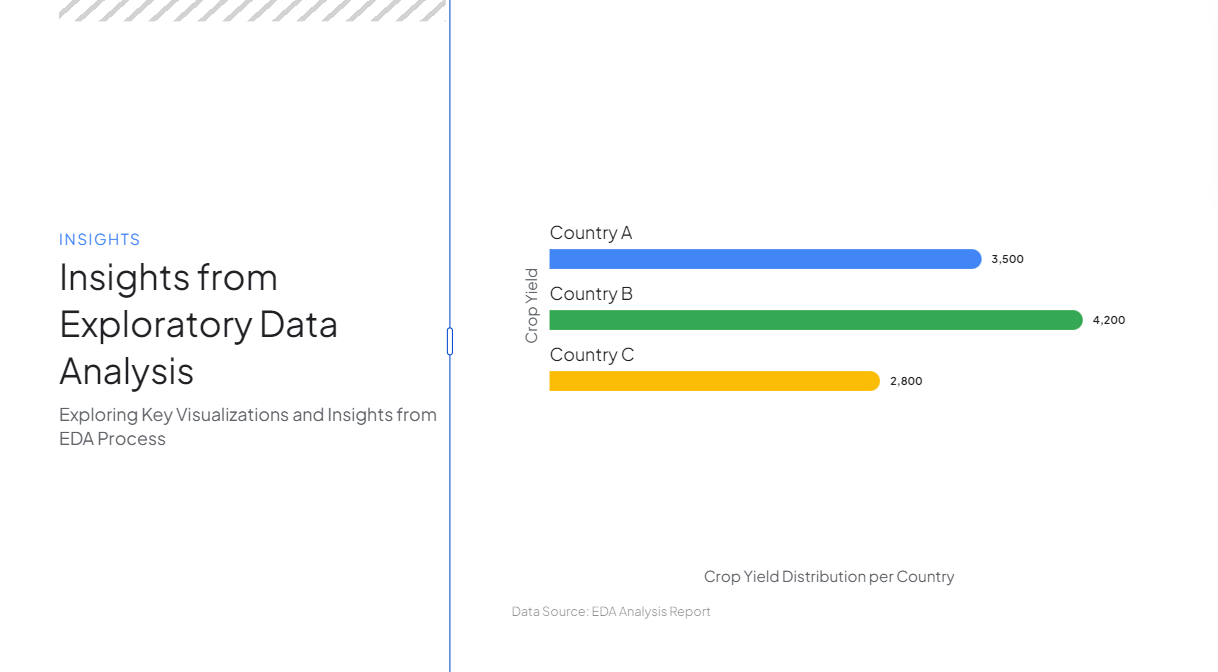 INSIGHTS
Insights from
Exploratory Data
Analysis
Exploring Key Visualizations and Insights from
EDA Process
Crop Yield
Country A
3,500
Country B
4,200
Country C
2,800
Crop Yield Distribution per Country
Data Source: EDA Analysis Report